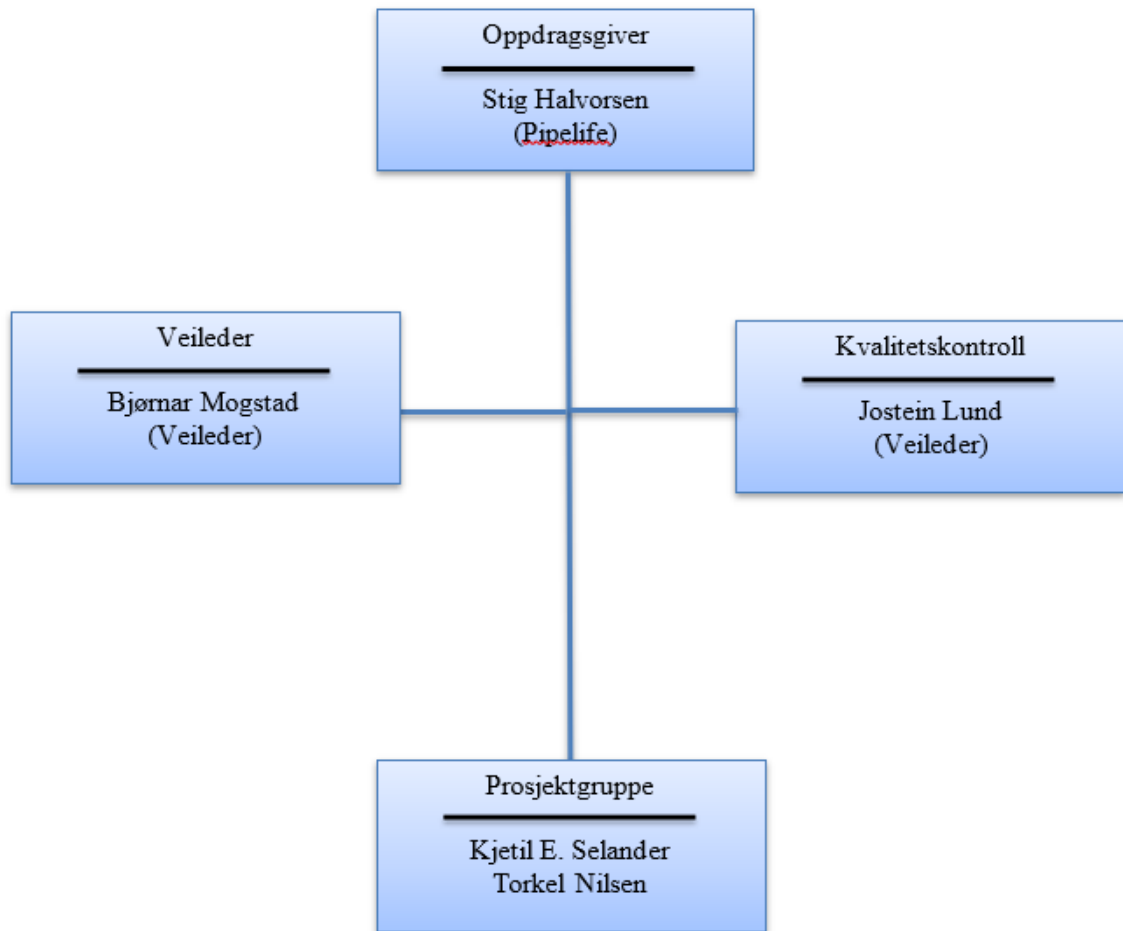 Oppdragsgiver
Stig Halvorsen
(Pipelife)
Veileder
Bjørnar Mogstad
(Veileder)
Kvalitetskontroll
Jostein Lund
(Veileder)
Prosjektgruppe
Kjetil E. Selander
Torkel Nilsen